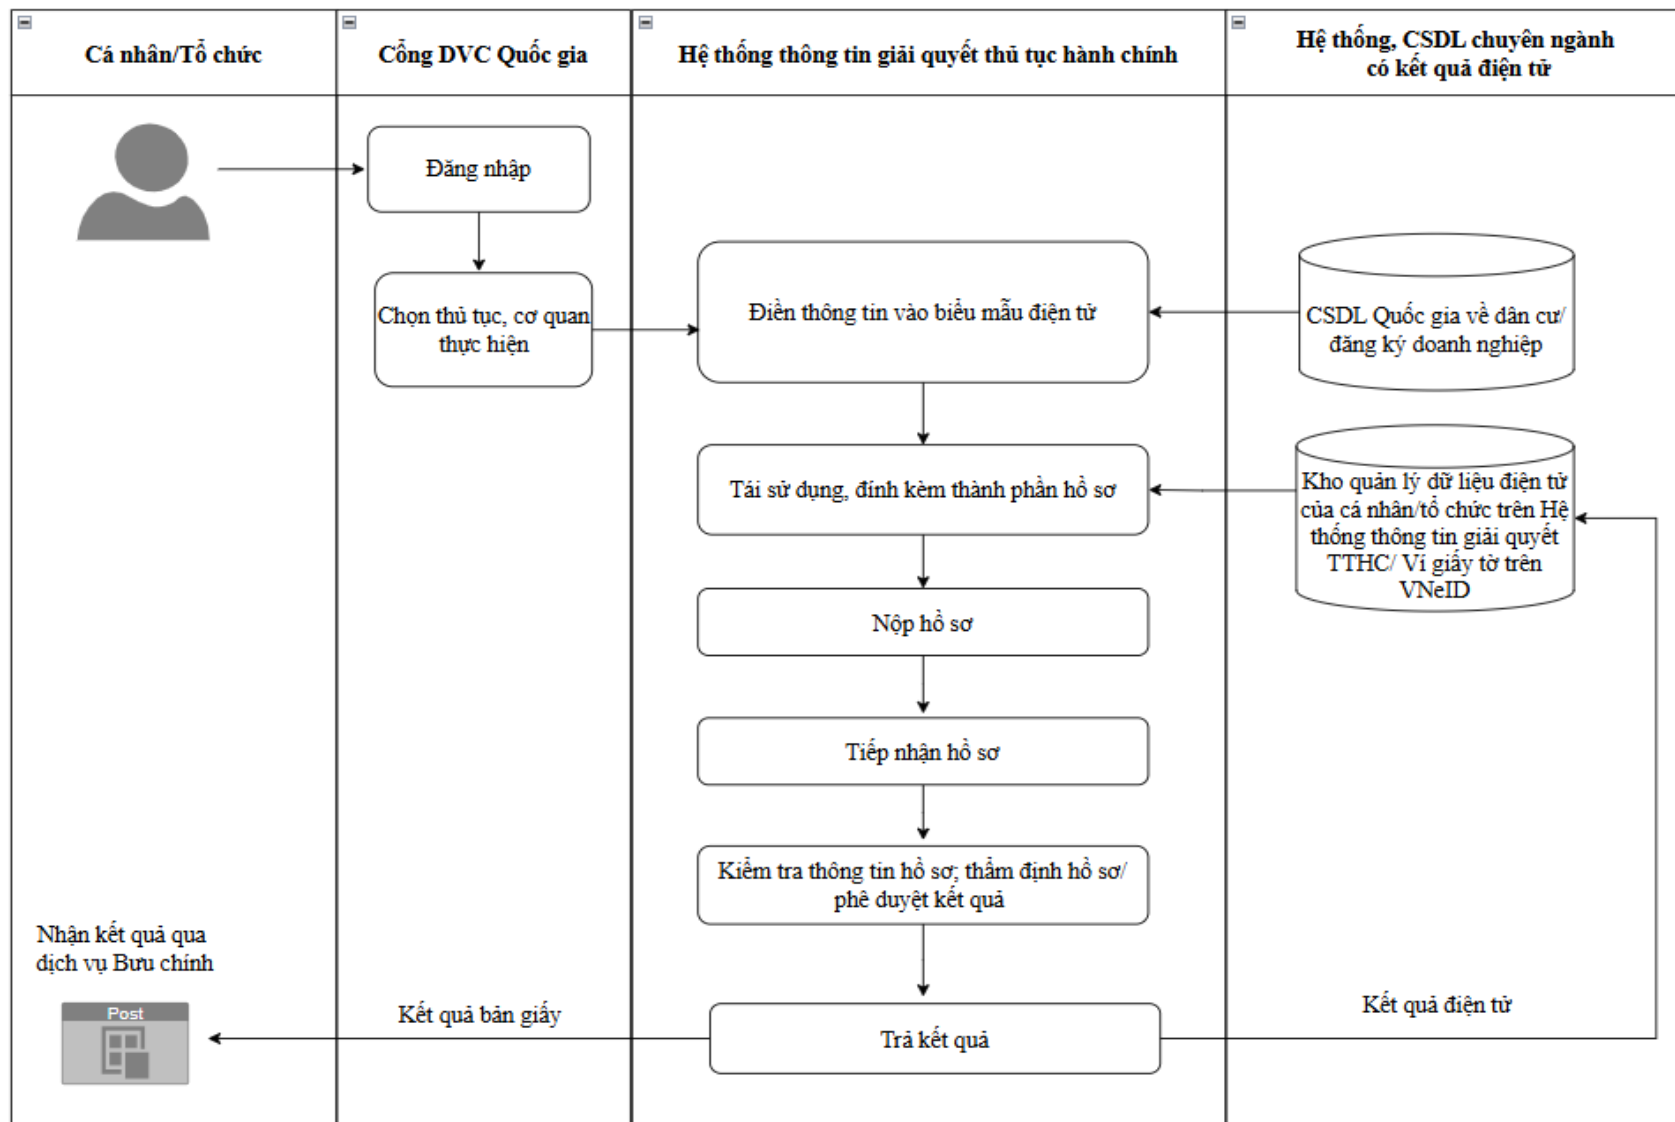 Cá nhân/Tổ chức
Cổng DVC Quốc gia
Hệ thống thông tin giải quyết thủ tục hành chính
Hệ thống, CSDL chuyên ngành
có kết quả điện tử
Đăng nhập
Chọn thủ tục, cơ quan
thực hiện
Điền thông tin vào biểu mẫu điện tử
CSDL Quốc gia về dân cư/
đăng ký doanh nghiệp
Tái sử dụng, đính kèm thành phần hồ sơ
Kho quản lý dữ liệu điện tử
của cá nhân/tổ chức trên Hệ
thống thông tin giải quyết
TTHC/ Ví giấy tờ trên
VNeID
Nộp hồ sơ
Tiếp nhận hồ sơ
Kiểm tra thông tin hồ sơ; thẩm định hồ sơ/
phê duyệt kết quả
Nhận kết quả qua
dịch vụ Bưu chính
Post
Kết quả bản giấy
Trả kết quả
Kết quả điện tử